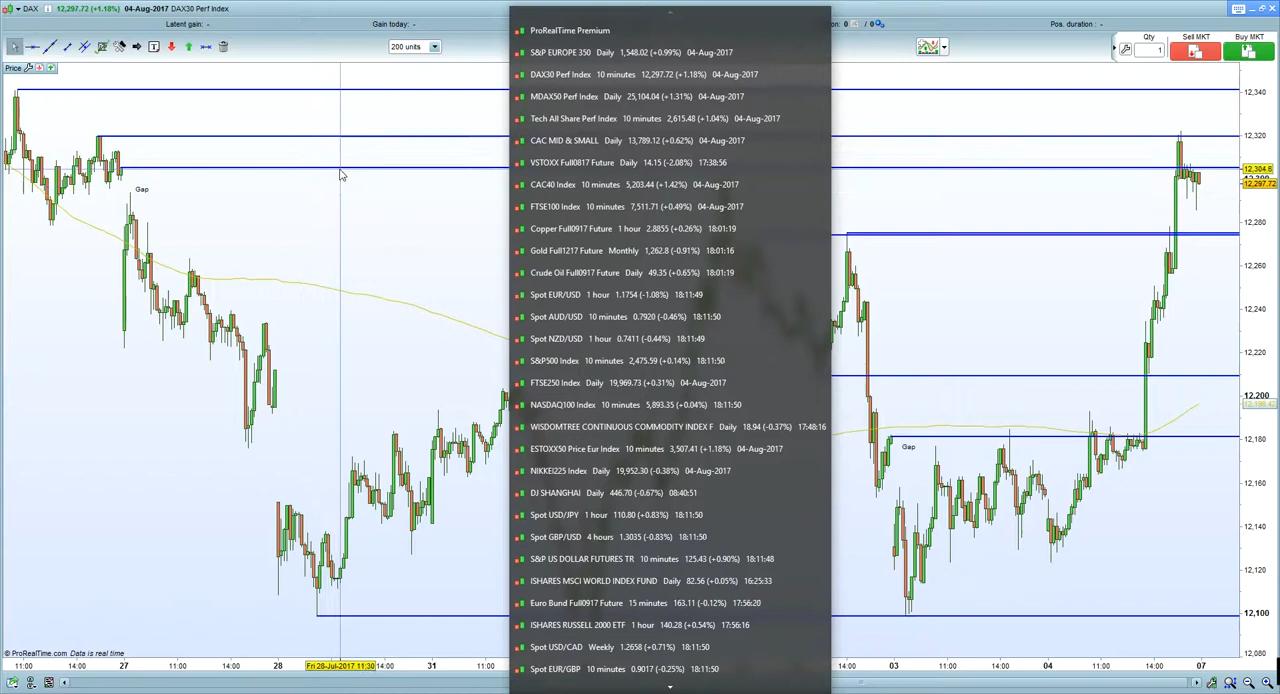 DAX 12,297.72 (+1.18%) 04-Aug-2017 DAX30 Perf Index
Latent gain: -
Gain today: -
0 / 0
Pos. duration: -
200 units
Qty
Sell MKT
Buy MKT
1
Price
ProRealTime Premium
S&P EUROPE 350 Daily 1,548.02 (+0.99%) 04-Aug-2017
DAX30 Perf Index 10 minutes 12,297.72 (+1.18%) 04-Aug-2017
MDAX50 Perf Index Daily 25,104.04 (+1.31%) 04-Aug-2017
Tech All Share Perf Index 10 minutes 2,615.48 (+1.04%) 04-Aug-2017
CAC MID & SMALL Daily 13,789.12 (+0.62%) 04-Aug-2017
VSTOXX Full0817 Future Daily 14.15 (-2.08%) 17:38:56
CAC40 Index 10 minutes 5,203.44 (+1.42%) 04-Aug-2017
FTSE100 Index 10 minutes 7,511.71 (+0.49%) 04-Aug-2017
Copper Full0917 Future 1 hour 2.8855 (+0.26%) 18:01:19
Gold Full1217 Future Monthly 1,262.8 (-0.91%) 18:01:16
Crude Oil Full0917 Future Daily 49.35 (+0.65%) 18:01:19
Spot EUR/USD 1 hour 1.1754 (-1.08%) 18:11:49
Spot AUD/USD 10 minutes 0.7920 (-0.46%) 18:11:50
Spot NZD/USD 1 hour 0.7411 (-0.44%) 18:11:49
S&P500 Index 10 minutes 2,475.59 (+0.14%) 18:11:50
FTSE250 Index Daily 19,969.73 (+0.31%) 04-Aug-2017
NASDAQ100 Index 10 minutes 5,893.35 (+0.04%) 18:11:50
WISDOMTREE CONTINUOUS COMMODITY INDEX F Daily 18.94 (-0.37%) 17:48:16
ESTOXX50 Price Eur Index 10 minutes 3,507.41 (+1.18%) 04-Aug-2017
NIKKEI225 Index Daily 19,952.30 (-0.38%) 04-Aug-2017
DJ SHANGHAI Daily 446.70 (-0.67%) 08:40:51
Spot USD/JPY 1 hour 110.80 (+0.83%) 18:11:50
Spot GBP/USD 4 hours 1.3035 (-0.83%) 18:11:50
S&P US DOLLAR FUTURES TR 10 minutes 125.43 (+0.90%) 18:11:48
ISHARES MSCI WORLD INDEX FUND Daily 82.56 (+0.05%) 16:25:33
Euro Bund Full0917 Future 15 minutes 163.11 (-0.12%) 17:56:20
ISHARES RUSSELL 2000 ETF 1 hour 140.28 (+0.54%) 17:56:16
Spot USD/CAD Weekly 1.2658 (+0.71%) 18:11:50
Spot EUR/GBP 10 minutes 0.9017 (-0.25%) 18:11:50
Gap
Gap
12,340
12,320
12,304.8
12,297.72
12,280
12,260
12,240
12,220
12,200
12,180
12,160
12,140
12,120
12,100
12,080
© ProRealTime.com Data is real time
11:00
27
11:00
28
Fri 28-Jul-2017 11:30
14:00
31
11:00
14:00
03
11:00
14:00
04
11:00
14:00
07